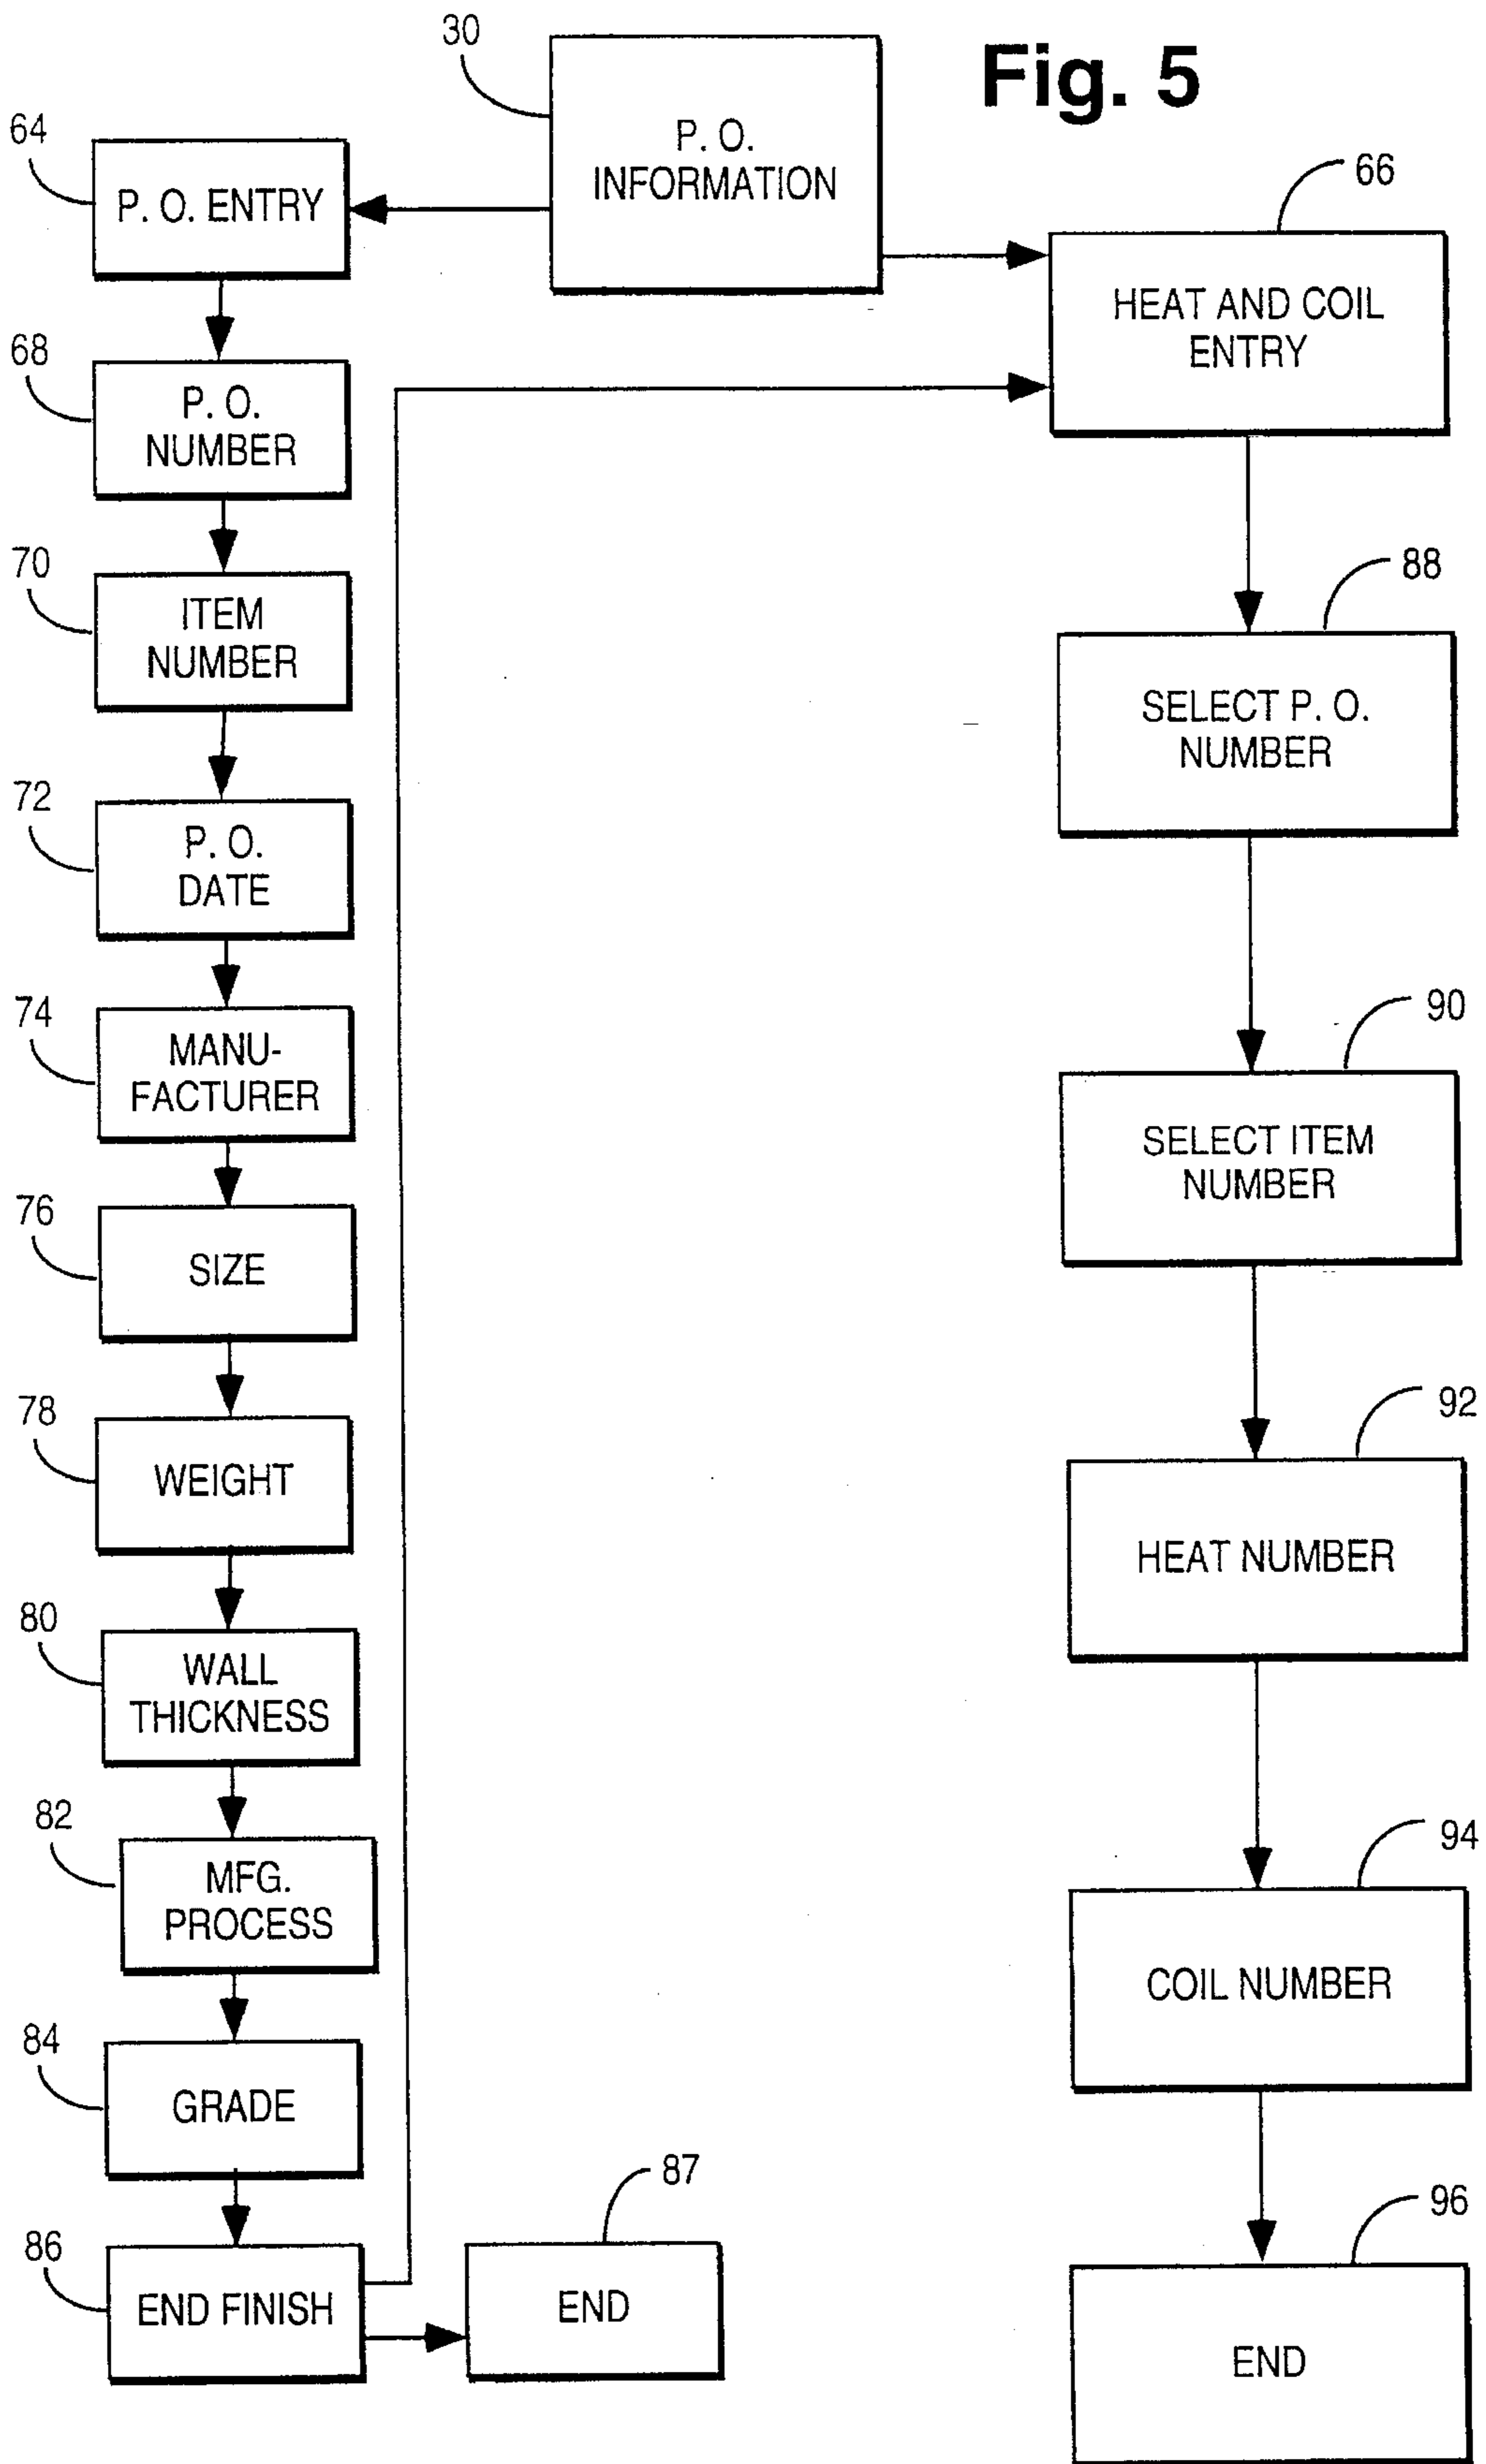 Fig. 5
30
P. O.
INFORMATION
64
P. O. ENTRY
68
P. O.
NUMBER
70
ITEM
NUMBER
72
P. O.
DATE
74
MANU-
FACTURER
76
SIZE
78
WEIGHT
80
WALL
THICKNESS
82
MFG.
PROCESS
84
GRADE
86
END FINISH
87
END
66
HEAT AND COIL
ENTRY
88
SELECT P. O.
NUMBER
90
SELECT ITEM
NUMBER
92
HEAT NUMBER
94
COIL NUMBER
96
END